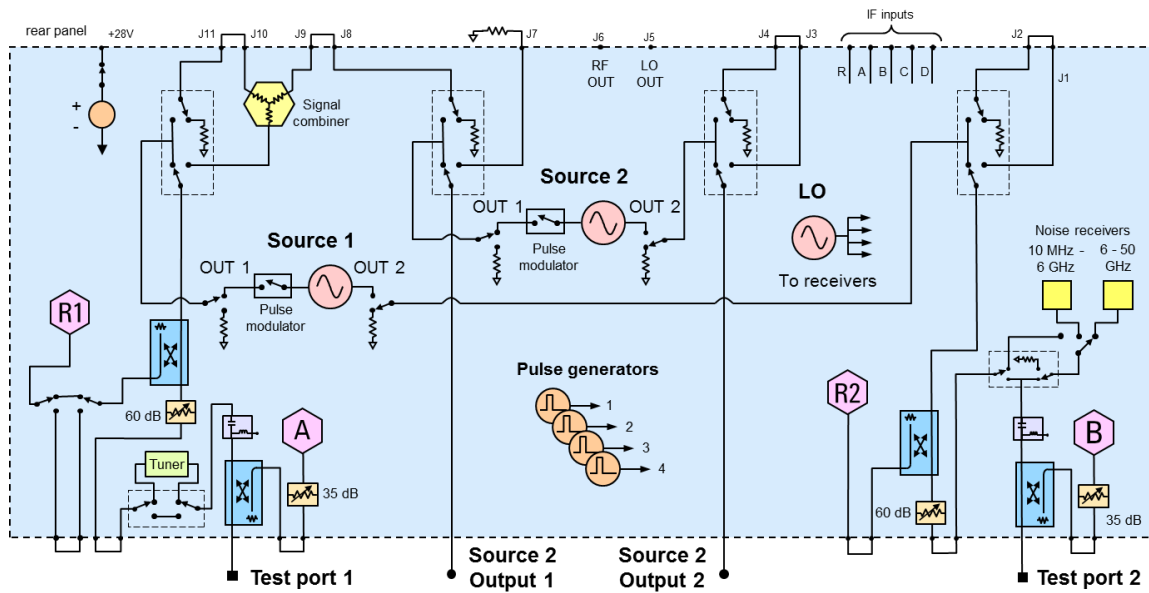 rear panel
+28V
J11
J10
J9
J8
J7
J6
J5
J4
J3
IF inputs
J2
J1
RF
OUT
LO
OUT
R
A
B
C
D
+
-
Signal
combiner
Source 2
OUT 1
OUT 2
Pulse
modulator
LO
To receivers
Noise receivers
10 MHz -
6 GHz
6 - 50
GHz
Source 1
OUT 1
OUT 2
Pulse
modulator
R1
60 dB
A
Tuner
35 dB
Pulse generators
1
2
3
4
R2
60 dB
B
35 dB
Test port 1
Source 2
Output 1
Source 2
Output 2
Test port 2